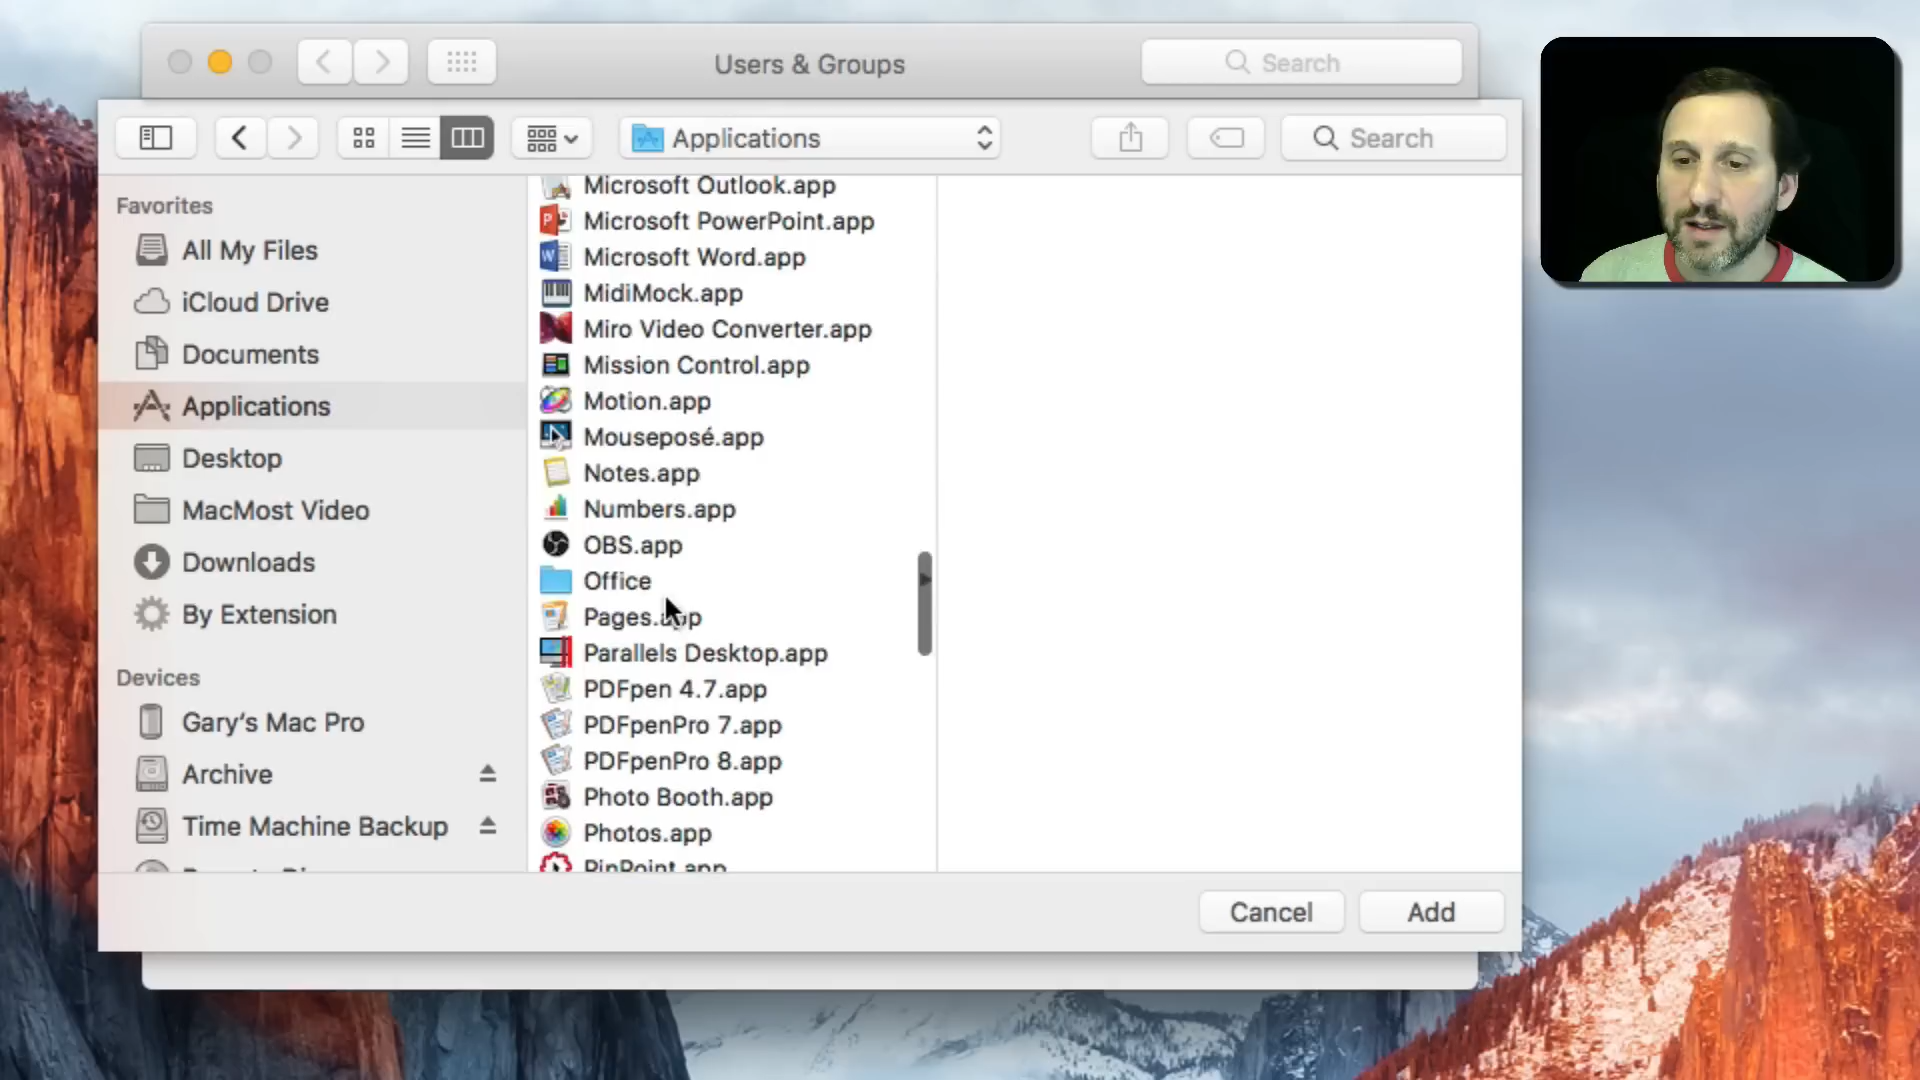 Users & Groups
Search
Applications
Search
Favorites
All My Files
iCloud Drive
Documents
Applications
Desktop
MacMost Video
Downloads
By Extension
Devices
Gary's Mac Pro
Archive
Time Machine Backup
Microsoft Outlook.app
Microsoft PowerPoint.app
Microsoft Word.app
MidiMock.app
Miro Video Converter.app
Mission Control.app
Motion.app
Mouseposé.app
Notes.app
Numbers.app
OBS.app
Office
Pages.app
Parallels Desktop.app
PDFpen 4.7.app
PDFpenPro 7.app
PDFpenPro 8.app
Photo Booth.app
Photos.app
PinPoint.app
Cancel
Add